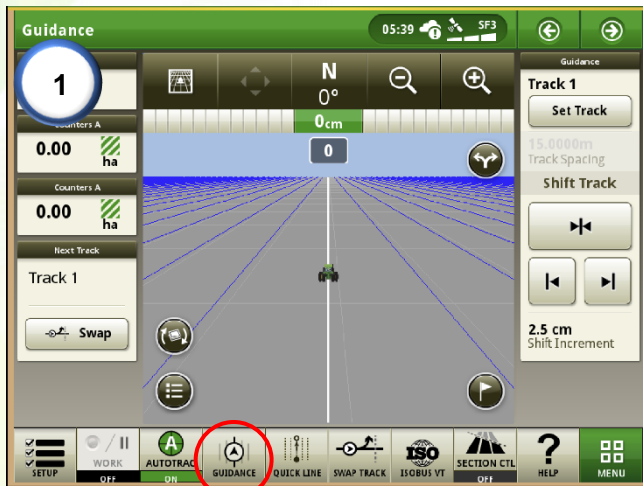 Guidance
05:39
SF3
1
Counters A
0.00
ha
Counters A
0.00
ha
Next Track
Track 1
Swap
N
0°
0cm
0
Guidance
Track 1
Set Track
15.0000m
Track Spacing
Shift Track
2.5 cm
Shift Increment
SETUP
WORK
OFF
A
AUTOTRAC
ON
GUIDANCE
QUICK LINE
SWAP TRACK
ISO
ISOBUS VT
SECTION CTL
OFF
?
HELP
MENU